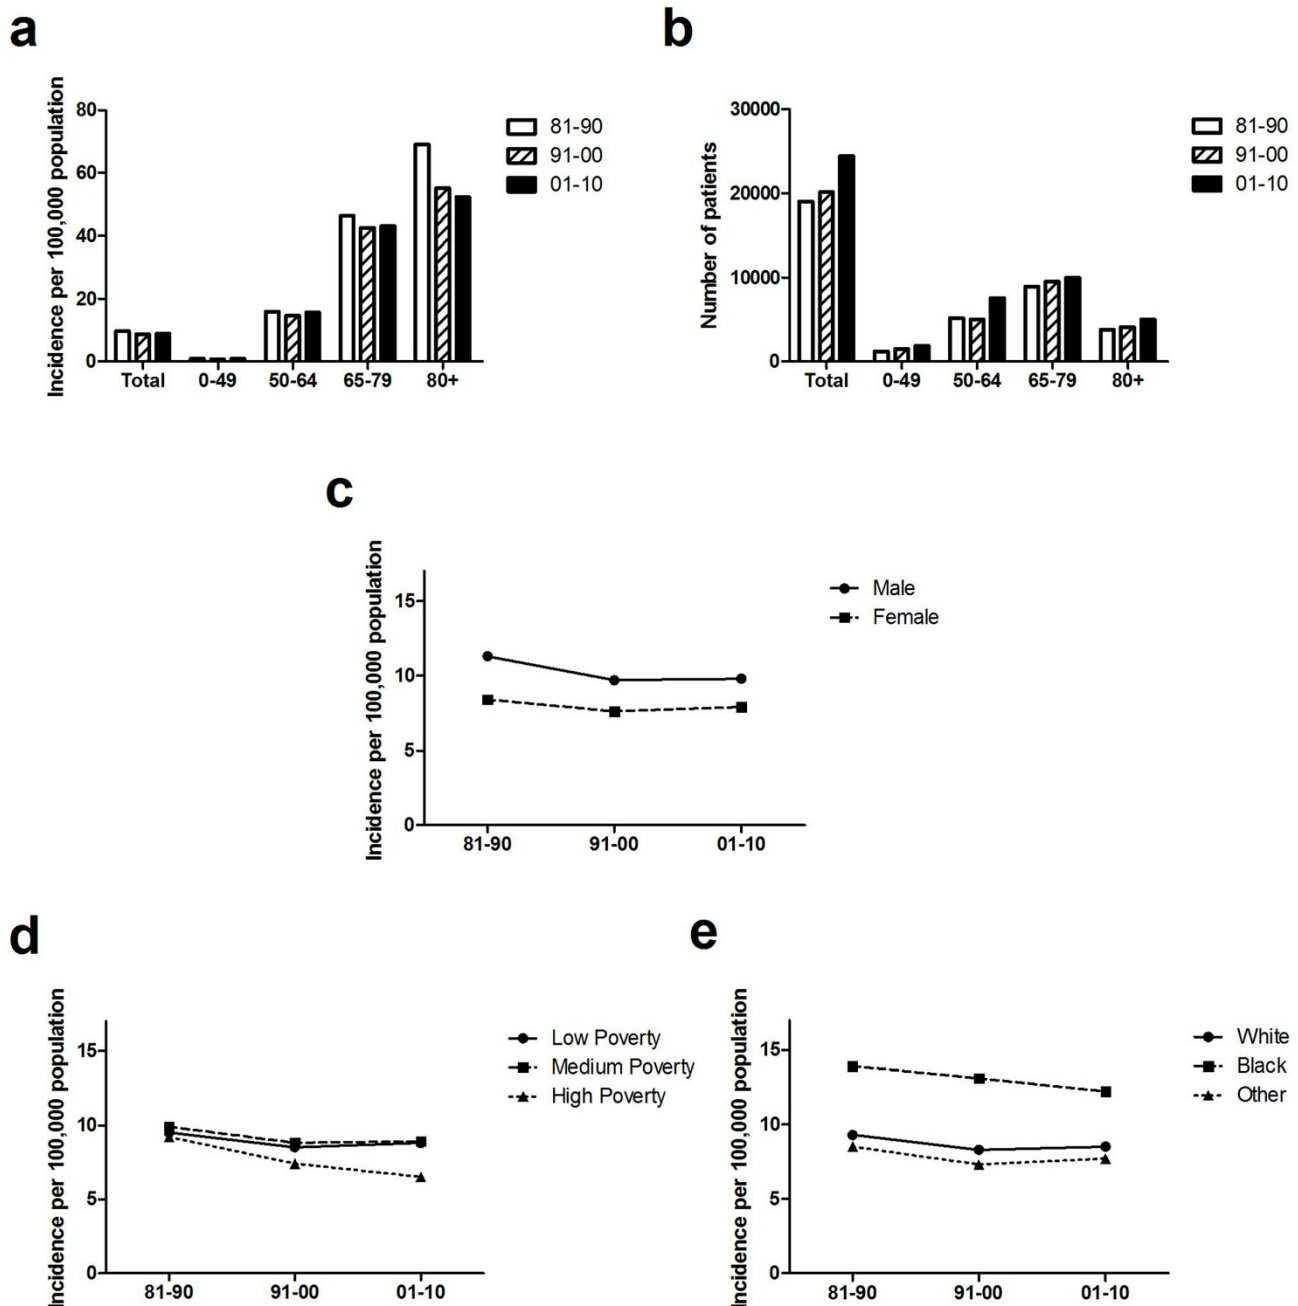 a
Incidence per 100,000 population
80
60
40
20
0
Total 0-49 50-64 65-79 80+
81-90
91-00
01-10
b
Number of patients
30000
20000
10000
0
Total 0-49 50-64 65-79 80+
81-90
91-00
01-10
c
Incidence per 100,000 population
15
10
5
0
81-90 91-00 01-10
Male
Female
d
Incidence per 100,000 population
15
10
5
0
81-90 91-00 01-10
Low Poverty
Medium Poverty
High Poverty
e
Incidence per 100,000 population
15
10
5
0
81-90 91-00 01-10
White
Black
Other